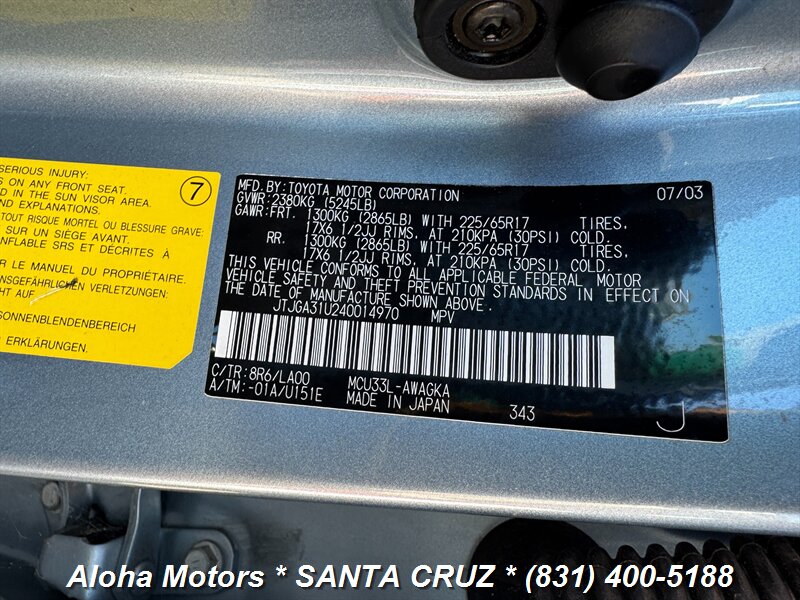 SERIOUS INJURY:
S ON ANY FRONT SEAT.
D IN THE SUN VISOR AREA.
AND EXPLANATIONS.
TOUT RISQUE MORTEL OU BLESSURE GRAVE:
SUR UN SIÈGE AVANT.
NFLABLE SRS ET DÉCRITES À
R LE MANUEL DU PROPRIÉTAIRE.
NSGEFÄHRLICHEN VERLETZUNGEN:
HT AUF
SONNENBLENDENBEREICH
ERKLÄRUNGEN.
7
MFD. BY: TOYOTA MOTOR CORPORATION 07/03
GVWR: 2380KG (5245LB)
GAWR: FRT. 1300KG (2865LB) WITH 225/65R17 TIRES.
17X6 1/2JJ RIMS. AT 210KPA (30PSI) COLD.
RR. 1300KG (2865LB) WITH 225/65R17 TIRES.
17X6 1/2JJ RIMS. AT 210KPA (30PSI) COLD.
THIS VEHICLE CONFORMS TO ALL APPLICABLE FEDERAL MOTOR
VEHICLE SAFETY AND THEFT PREVENTION STANDARDS IN EFFECT ON
THE DATE OF MANUFACTURE SHOWN ABOVE.
JTJGA31U240014970 MPV
C/TR: 8R6/LA00 MCU33L-AWAGKA
A/TM: -01A/U151E MADE IN JAPAN 343 J
Aloha Motors * SANTA CRUZ * (831) 400-5188